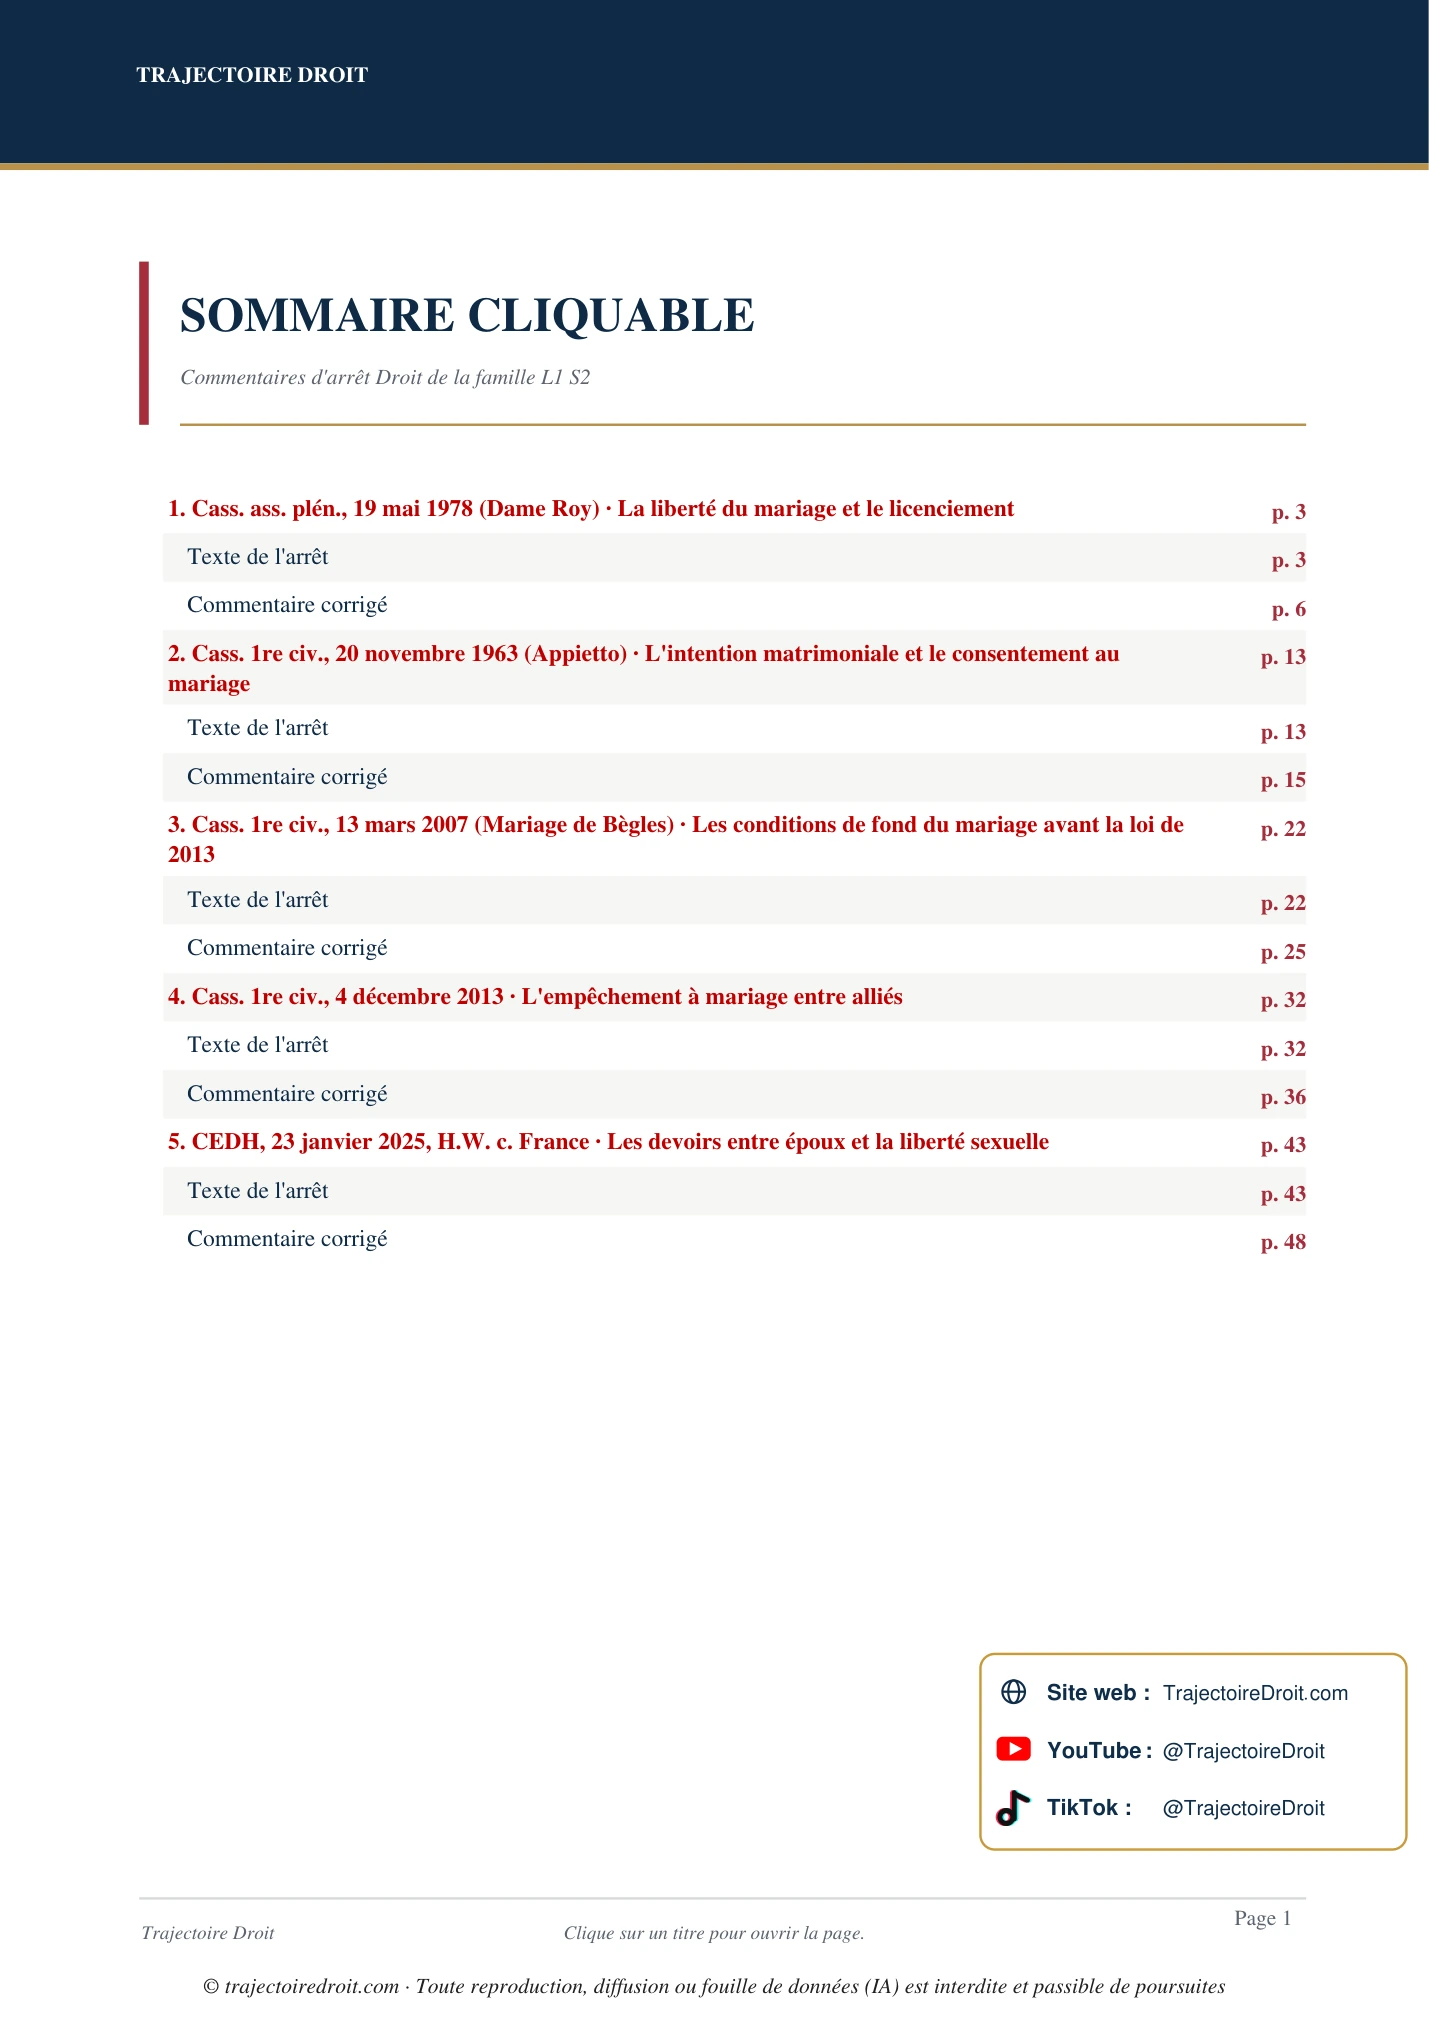 TRAJECTOIRE DROIT
SOMMAIRE CLIQUABLE
Commentaires d'arrêt Droit de la famille L1 S2
1. Cass. ass. plén., 19 mai 1978 (Dame Roy) · La liberté du mariage et le licenciement p. 3
Texte de l'arrêt p. 3
Commentaire corrigé p. 6
2. Cass. 1re civ., 20 novembre 1963 (Appietto) · L'intention matrimoniale et le consentement au p. 13
mariage
Texte de l'arrêt p. 13
Commentaire corrigé p. 15
3. Cass. 1re civ., 13 mars 2007 (Mariage de Bègles) · Les conditions de fond du mariage avant la loi de p. 22
2013
Texte de l'arrêt p. 22
Commentaire corrigé p. 25
4. Cass. 1re civ., 4 décembre 2013 · L'empêchement à mariage entre alliés p. 32
Texte de l'arrêt p. 32
Commentaire corrigé p. 36
5. CEDH, 23 janvier 2025, H.W. c. France · Les devoirs entre époux et la liberté sexuelle p. 43
Texte de l'arrêt p. 43
Commentaire corrigé p. 48
Site web : TrajectoireDroit.com
YouTube : @TrajectoireDroit
TikTok : @TrajectoireDroit
Trajectoire Droit Clique sur un titre pour ouvrir la page. Page 1
© trajectoiredroit.com · Toute reproduction, diffusion ou fouille de données (IA) est interdite et passible de poursuites